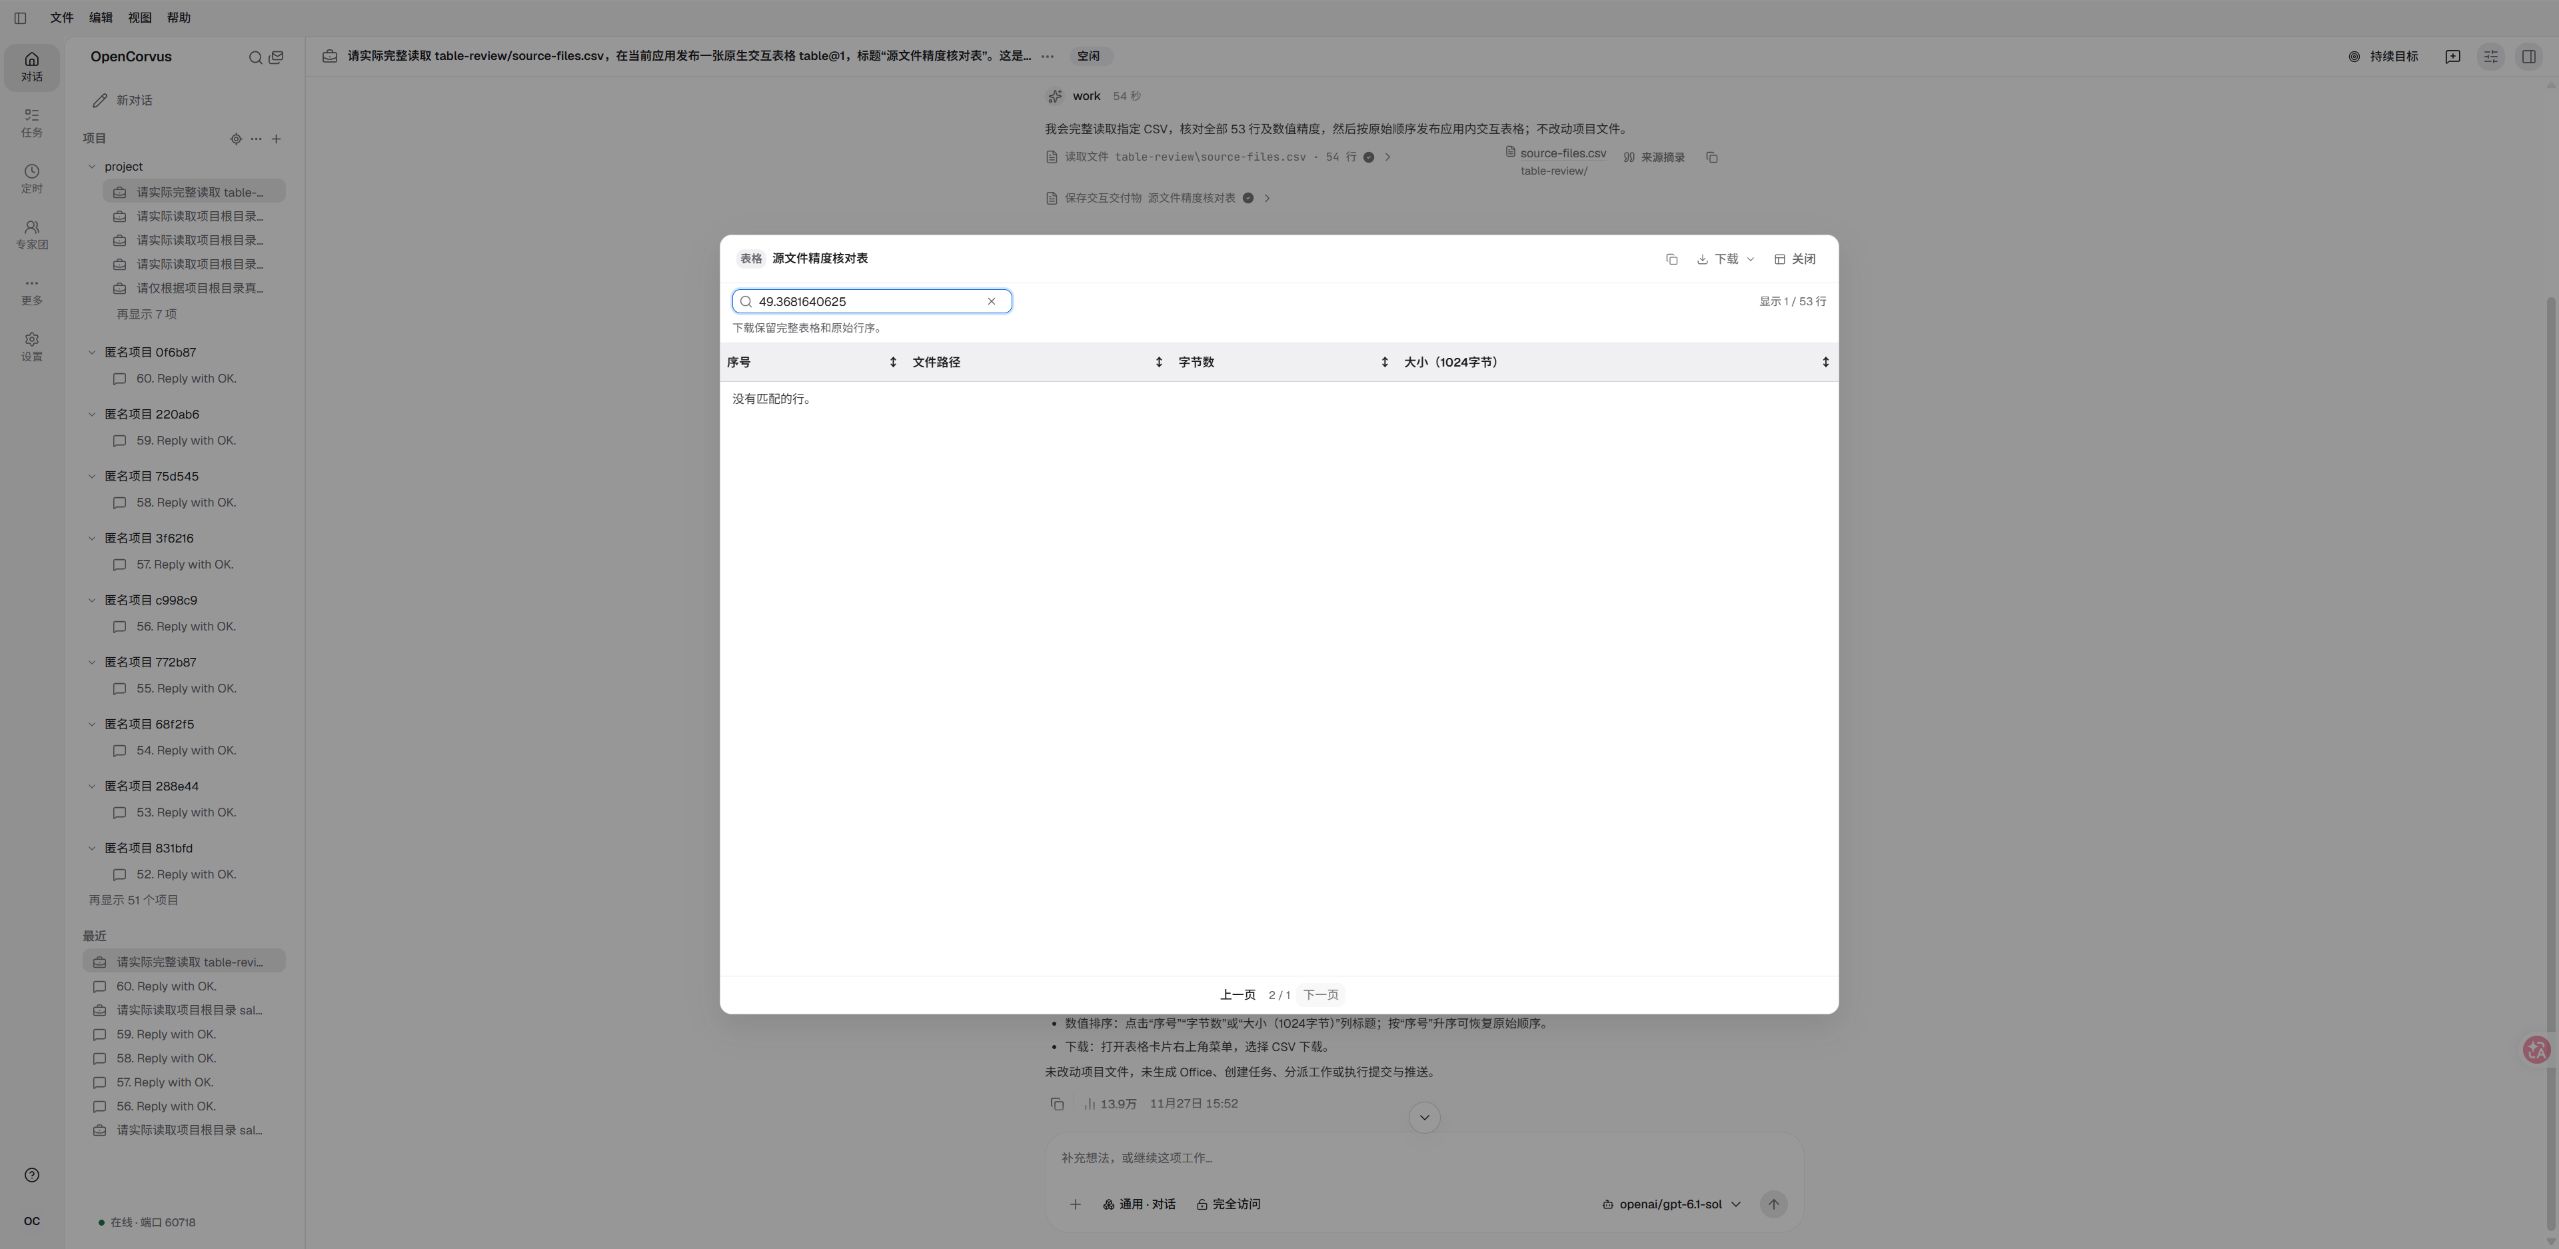 文件 编辑 视图 帮助
对话
任务
定时
专家团
更多
设置
OC
OpenCorvus
新对话
项目
project
请实际完整读取 table-...
请实际读取项目根目录...
请实际读取项目根目录...
请实际读取项目根目录...
请仅根据项目根目录真...
再显示 7 项
匿名项目 0f6b87
60. Reply with OK.
匿名项目 220ab6
59. Reply with OK.
匿名项目 75d545
58. Reply with OK.
匿名项目 3f6216
57. Reply with OK.
匿名项目 c998c9
56. Reply with OK.
匿名项目 772b87
55. Reply with OK.
匿名项目 68f2f5
54. Reply with OK.
匿名项目 288e44
53. Reply with OK.
匿名项目 831bfd
52. Reply with OK.
再显示 51 个项目
最近
请实际完整读取 table-revi...
60. Reply with OK.
请实际读取项目根目录 sal...
59. Reply with OK.
58. Reply with OK.
57. Reply with OK.
56. Reply with OK.
请实际读取项目根目录 sal...
在线 · 端口 60718
请实际完整读取 table-review/source-files.csv，在当前应用发布一张原生交互表格 table@1，标题“源文件精度核对表”。这是... ··· 空闲
持续目标
work 54 秒
我会完整读取指定 CSV，核对全部 53 行及数值精度，然后按原始顺序发布应用内交互表格；不改动项目文件。
读取文件 table-review\source-files.csv · 54 行
source-files.csv
table-review/
来源摘录
保存交互交付物 源文件精度核对表
表格 源文件精度核对表
下载 关闭
49.3681640625
显示 1 / 53 行
下载保留完整表格和原始行序。
序号 文件路径 字节数 大小（1024字节）
没有匹配的行。
上一页 2 / 1 下一页
• 数值排序：点击“序号”“字节数”或“大小（1024字节）”列标题；按“序号”升序可恢复原始顺序。
• 下载：打开表格卡片右上角菜单，选择 CSV 下载。
未改动项目文件，未生成 Office、创建任务、分派工作或执行提交与推送。
13.9万 11月27日 15:52
补充想法，或继续这项工作...
通用 · 对话 完全访问
openai/gpt-6.1-sol